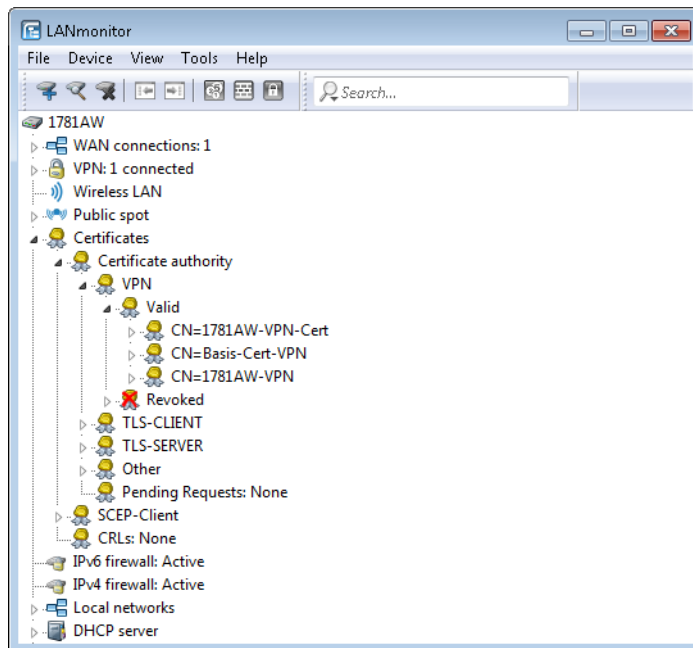 LANmonitor
File Device View Tools Help
Search...
1781AW
WAN connections: 1
VPN: 1 connected
Wireless LAN
Public spot
Certificates
Certificate authority
VPN
Valid
CN=1781AW-VPN-Cert
CN=Basis-Cert-VPN
CN=1781AW-VPN
Revoked
TLS-CLIENT
TLS-SERVER
Other
Pending Requests: None
SCEP-Client
CRLs: None
IPv6 firewall: Active
IPv4 firewall: Active
Local networks
DHCP server